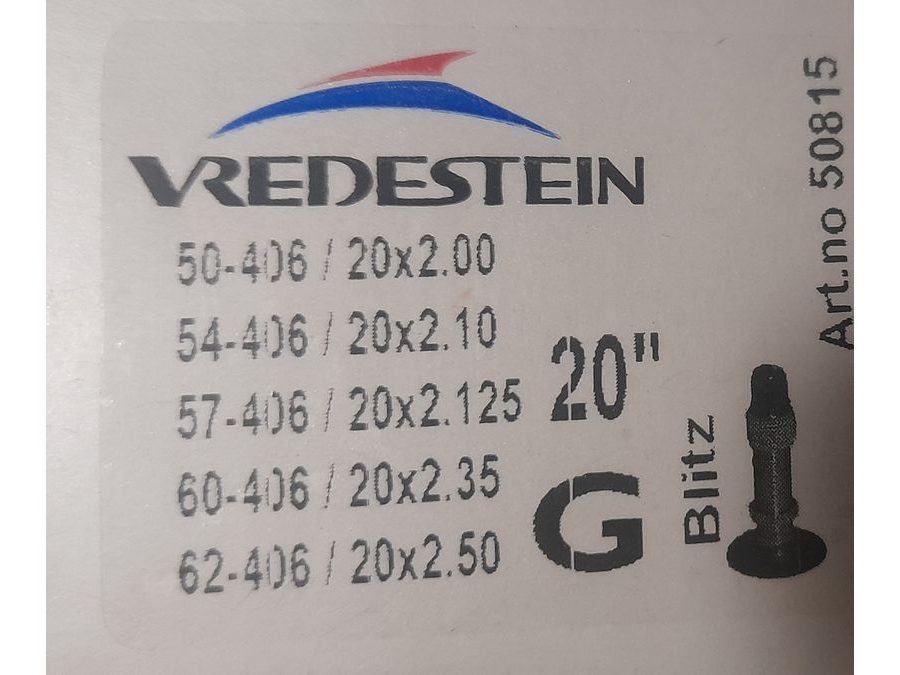 VREDESTEIN
50-406 / 20x2.00
54-406 / 20x2.10
57-406 / 20x2.125
60-406 / 20x2.35
62-406 / 20x2.50
20"
G
Blitz
Art.no 50815